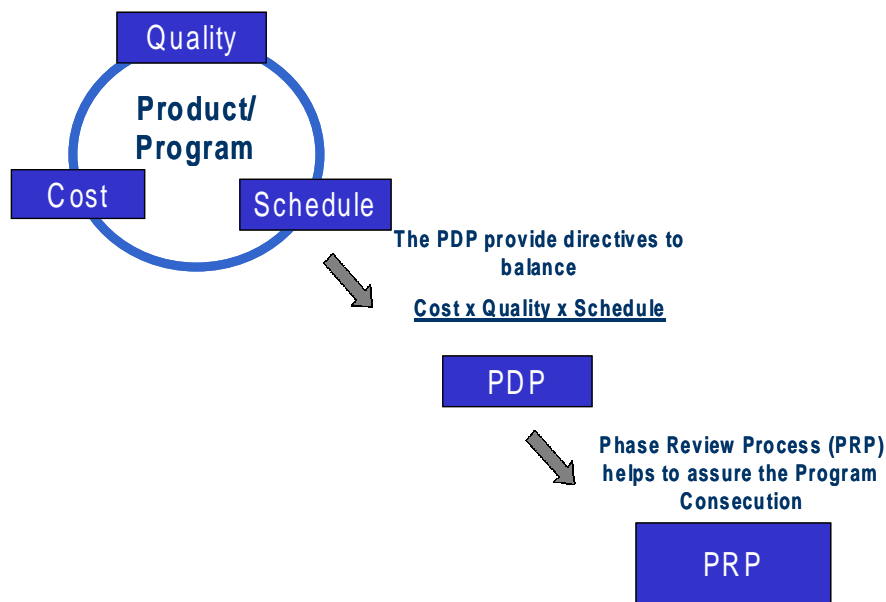 Quality
Product/
Program
Cost
Schedule
The PDP provide directives to
balance
Cost x Quality x Schedule
PDP
Phase Review Process (PRP)
helps to assure the Program
Consecution
PRP